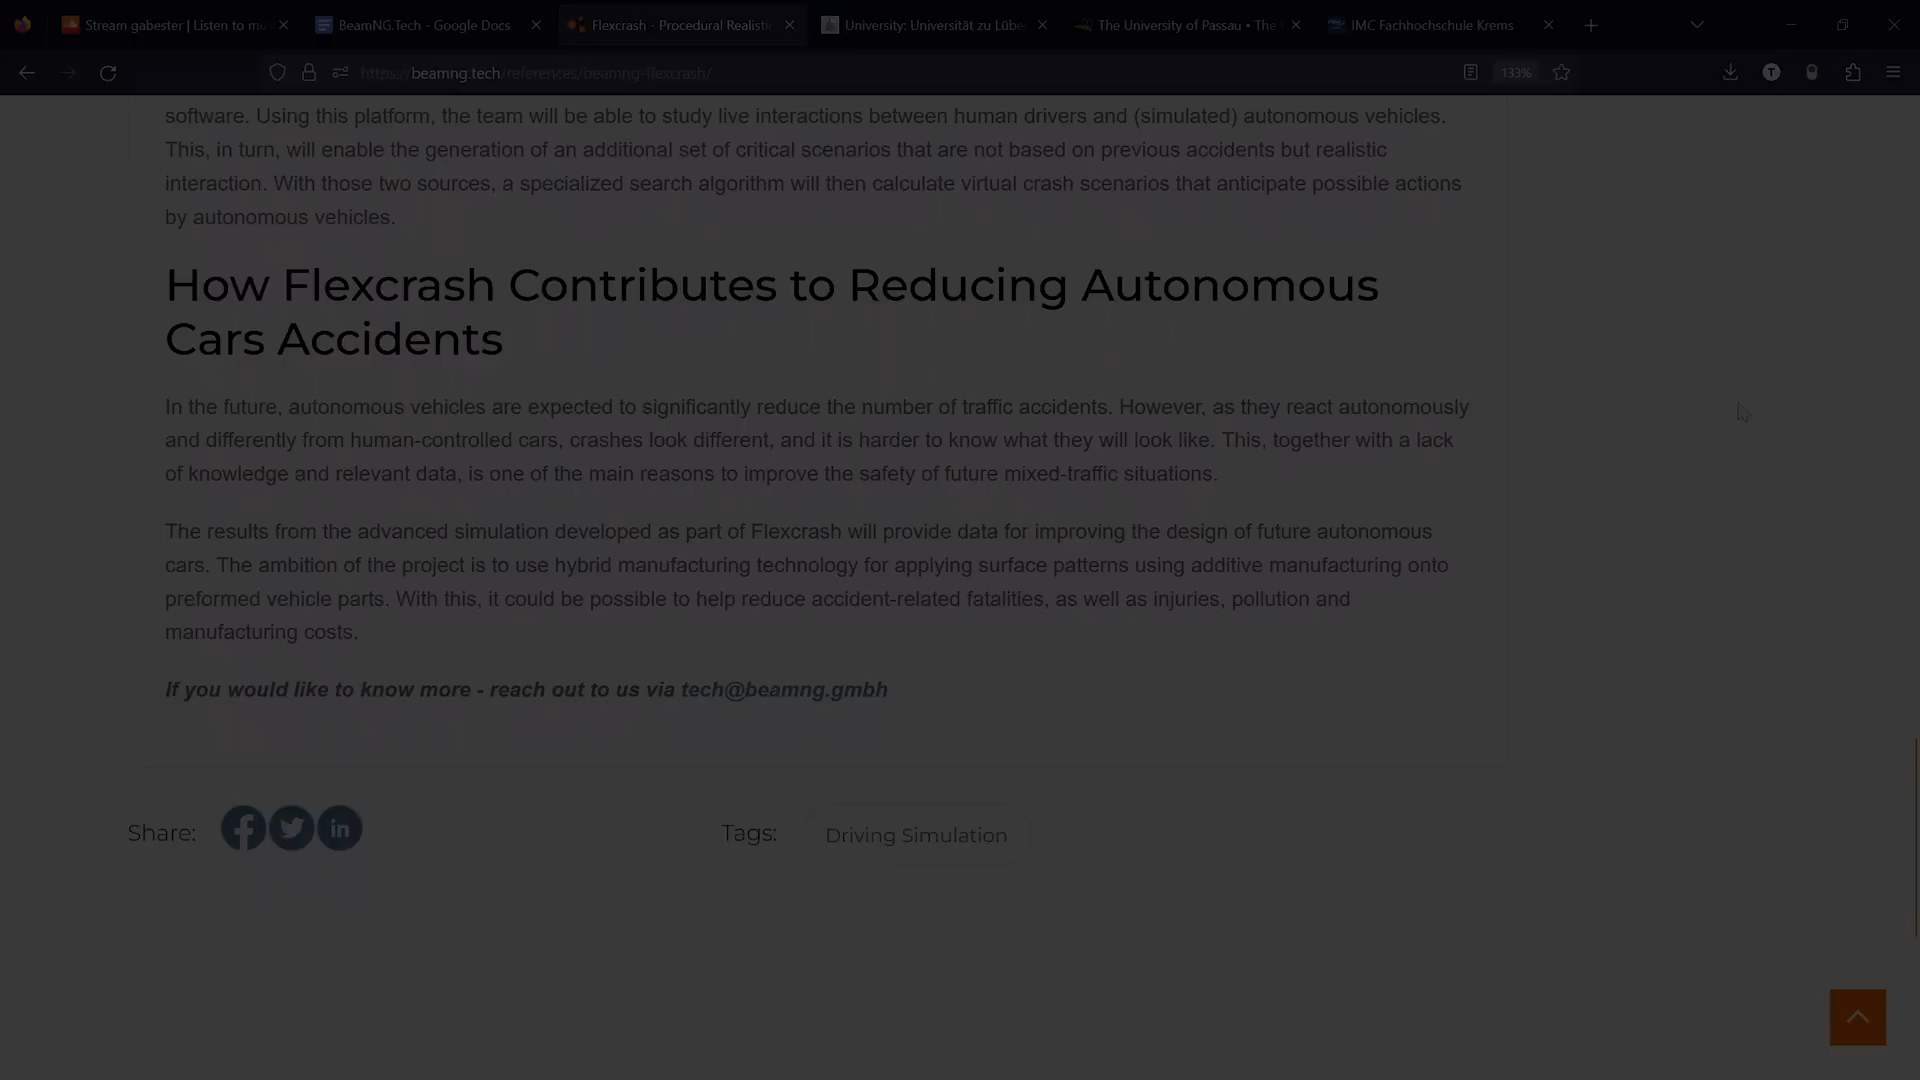 Stream gabester | Listen to mu
BeamNG.Tech - Google Docs
Flexcrash - Procedural Realistic
University: Universität zu Lübec
The University of Passau • The
IMC Fachhochschule Krems
https://beamng.tech/references/beamng-flexcrash/
133%
T
software. Using this platform, the team will be able to study live interactions between human drivers and (simulated) autonomous vehicles.
This, in turn, will enable the generation of an additional set of critical scenarios that are not based on previous accidents but realistic
interaction. With those two sources, a specialized search algorithm will then calculate virtual crash scenarios that anticipate possible actions
by autonomous vehicles.
How Flexcrash Contributes to Reducing Autonomous
Cars Accidents
In the future, autonomous vehicles are expected to significantly reduce the number of traffic accidents. However, as they react autonomously
and differently from human-controlled cars, crashes look different, and it is harder to know what they will look like. This, together with a lack
of knowledge and relevant data, is one of the main reasons to improve the safety of future mixed-traffic situations.
The results from the advanced simulation developed as part of Flexcrash will provide data for improving the design of future autonomous
cars. The ambition of the project is to use hybrid manufacturing technology for applying surface patterns using additive manufacturing onto
preformed vehicle parts. With this, it could be possible to help reduce accident-related fatalities, as well as injuries, pollution and
manufacturing costs.
If you would like to know more - reach out to us via tech@beamng.gmbh
Share:
Tags:
Driving Simulation